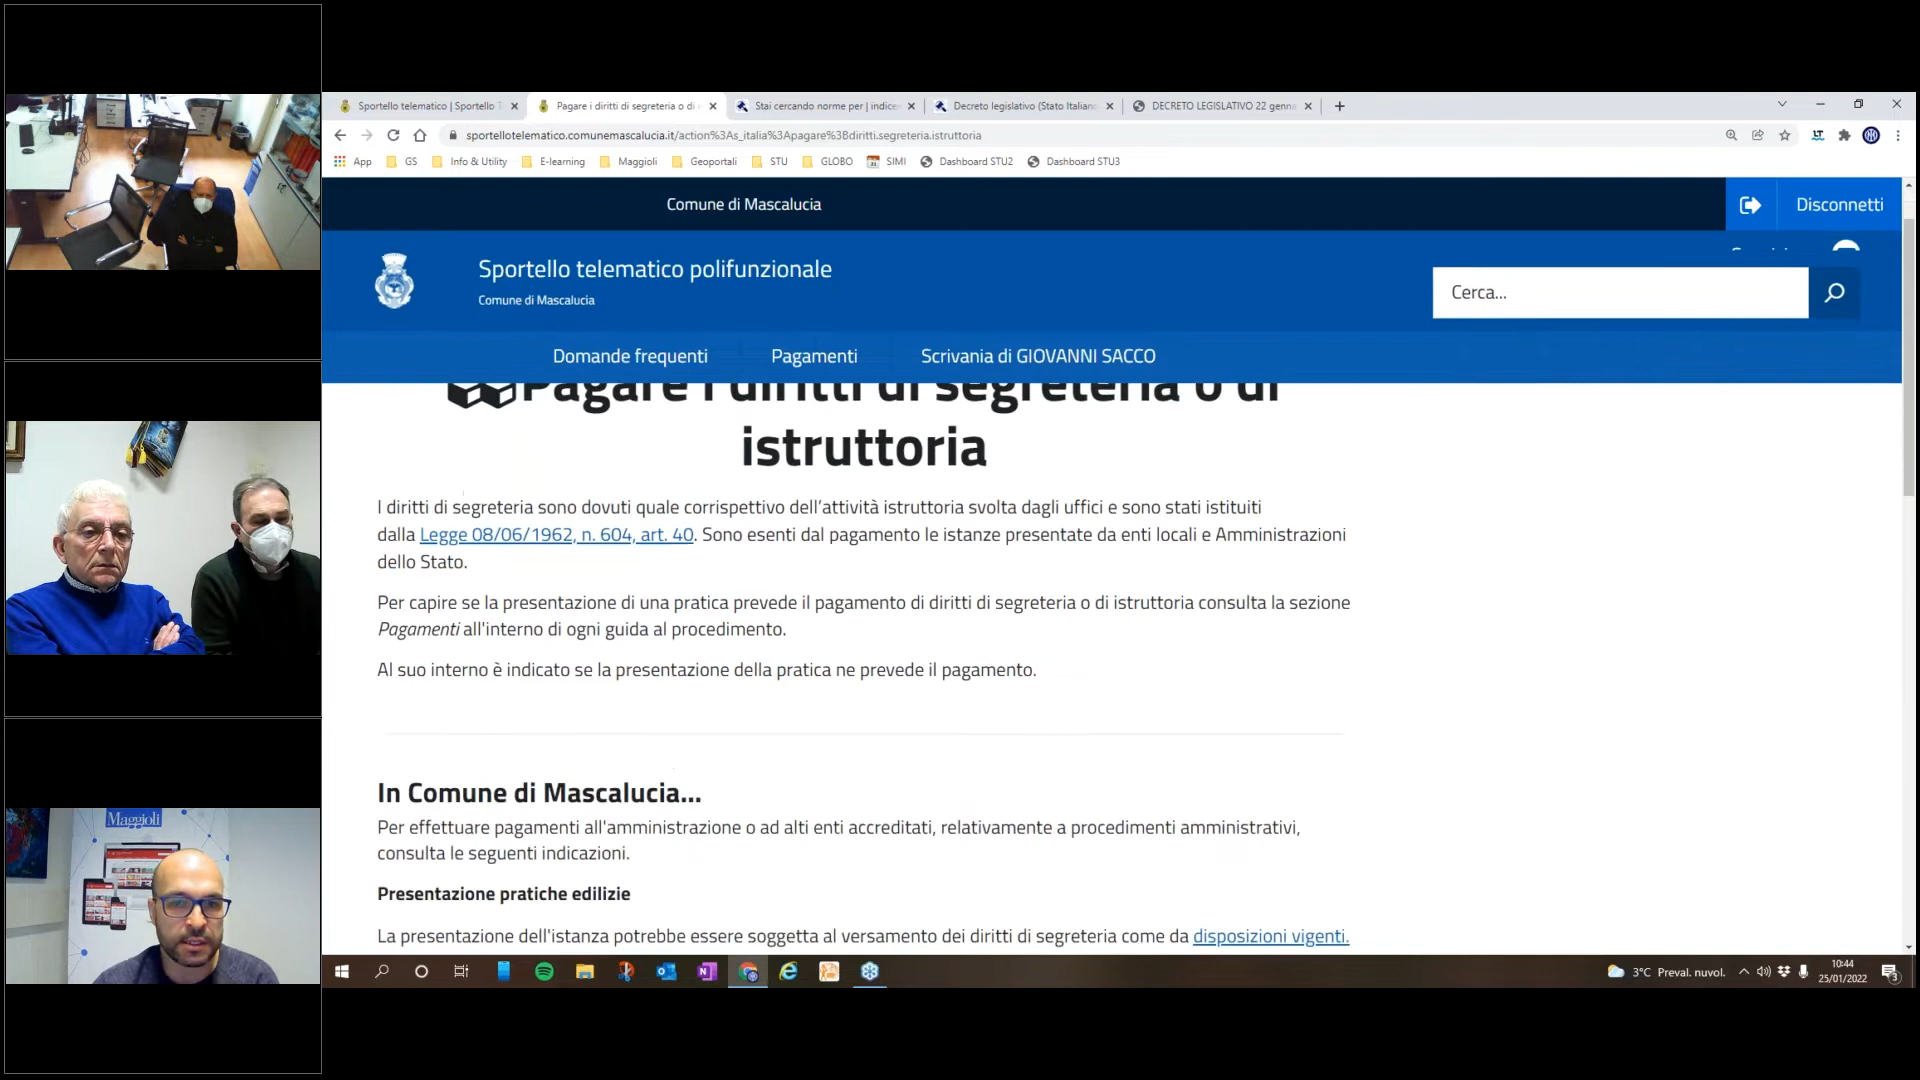 Sportello telematico | Sportello
Pagare i diritti di segreteria o di
Stai cercando norme per | indice
Decreto legislativo (Stato Italiano
DECRETO LEGISLATIVO 22 genn
sportellotelematico.comunemascalucia.it/action%3As_italia%3Apagare%3Bdiritti.segreteria.istruttoria
App GS Info & Utility E-learning Maggioli Geoportali STU GLOBO SIMI Dashboard STU2 Dashboard STU3
Comune di Mascalucia
Disconnetti
Sportello telematico polifunzionale
Comune di Mascalucia
Cerca...
Domande frequenti Pagamenti Scrivania di GIOVANNI SACCO
Pagare i diritti di segreteria o di
istruttoria
I diritti di segreteria sono dovuti quale corrispettivo dell’attività istruttoria svolta dagli uffici e sono stati istituiti
dalla Legge 08/06/1962, n. 604, art. 40. Sono esenti dal pagamento le istanze presentate da enti locali e Amministrazioni
dello Stato.
Per capire se la presentazione di una pratica prevede il pagamento di diritti di segreteria o di istruttoria consulta la sezione
Pagamenti all'interno di ogni guida al procedimento.
Al suo interno è indicato se la presentazione della pratica ne prevede il pagamento.
In Comune di Mascalucia...
Per effettuare pagamenti all'amministrazione o ad alti enti accreditati, relativamente a procedimenti amministrativi,
consulta le seguenti indicazioni.
Presentazione pratiche edilizie
La presentazione dell'istanza potrebbe essere soggetta al versamento dei diritti di segreteria come da disposizioni vigenti.
Maggioli
3°C Preval. nuvol.
10:44
25/01/2022
3